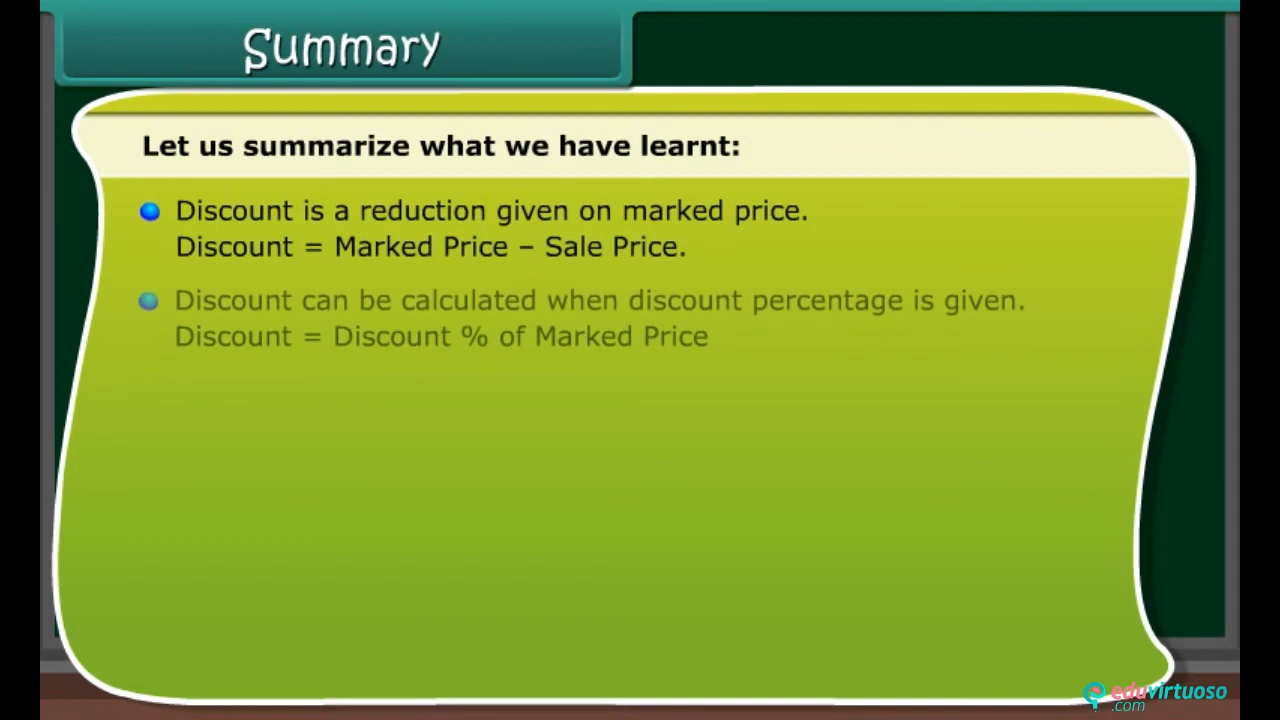 Summary
Let us summarize what we have learnt:
Discount is a reduction given on marked price.
Discount = Marked Price – Sale Price.
Discount can be calculated when discount percentage is given.
Discount = Discount % of Marked Price
eduvirtuoso
.com